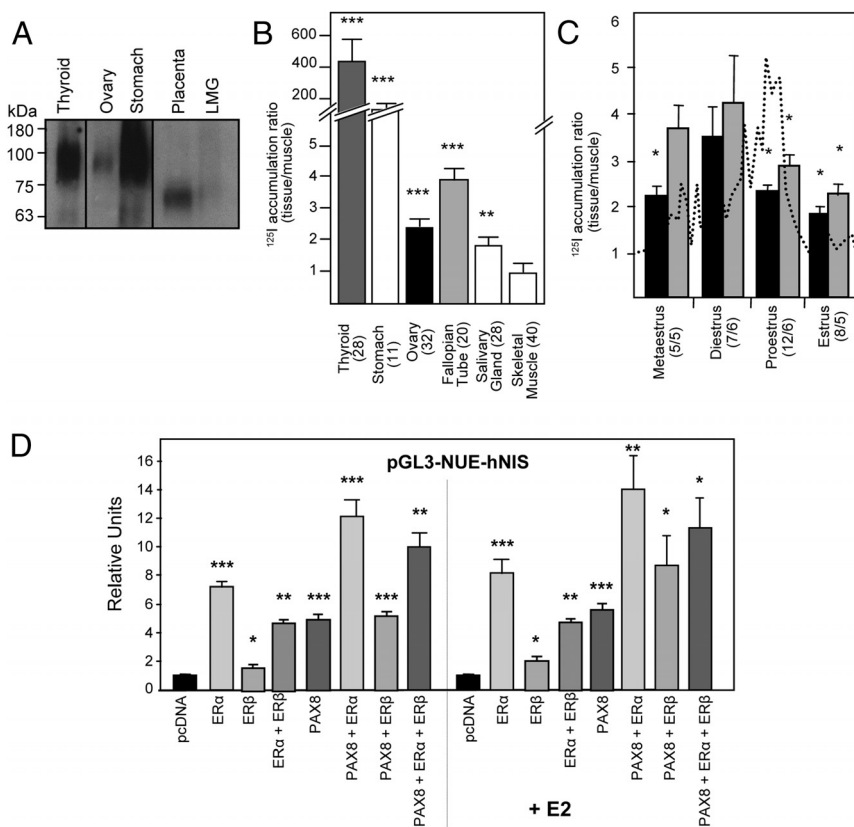 A
Thyroid
Ovary
Stomach
Placenta
LMG
kDa
180
100
75
63
B
***
***
***
***
**
600
400
200
5
4
3
2
1
¹²⁵I accumulation ratio
(tissue/muscle)
Thyroid
(28)
Stomach
(11)
Ovary
(32)
Fallopian
Tube (20)
Salivary
Gland (28)
Skeletal
Muscle (40)
C
6
5
4
3
2
1
*
*
*
*
*
¹²⁵I accumulation ratio
(tissue/muscle)
Metaestrus
(5/5)
Diestrus
(7/6)
Proestrus
(12/6)
Estrus
(8/5)
D
pGL3-NUE-hNIS
Relative Units
16
14
12
10
8
6
4
2
0
***
*
**
***
***
***
**
***
*
**
***
**
*
*
pcDNA
ERα
ERβ
ERα + ERβ
PAX8
PAX8 + ERα
PAX8 + ERβ
PAX8 + ERα + ERβ
pcDNA
ERα
ERβ
ERα + ERβ
PAX8
PAX8 + ERα
PAX8 + ERβ
PAX8 + ERα + ERβ
+ E2